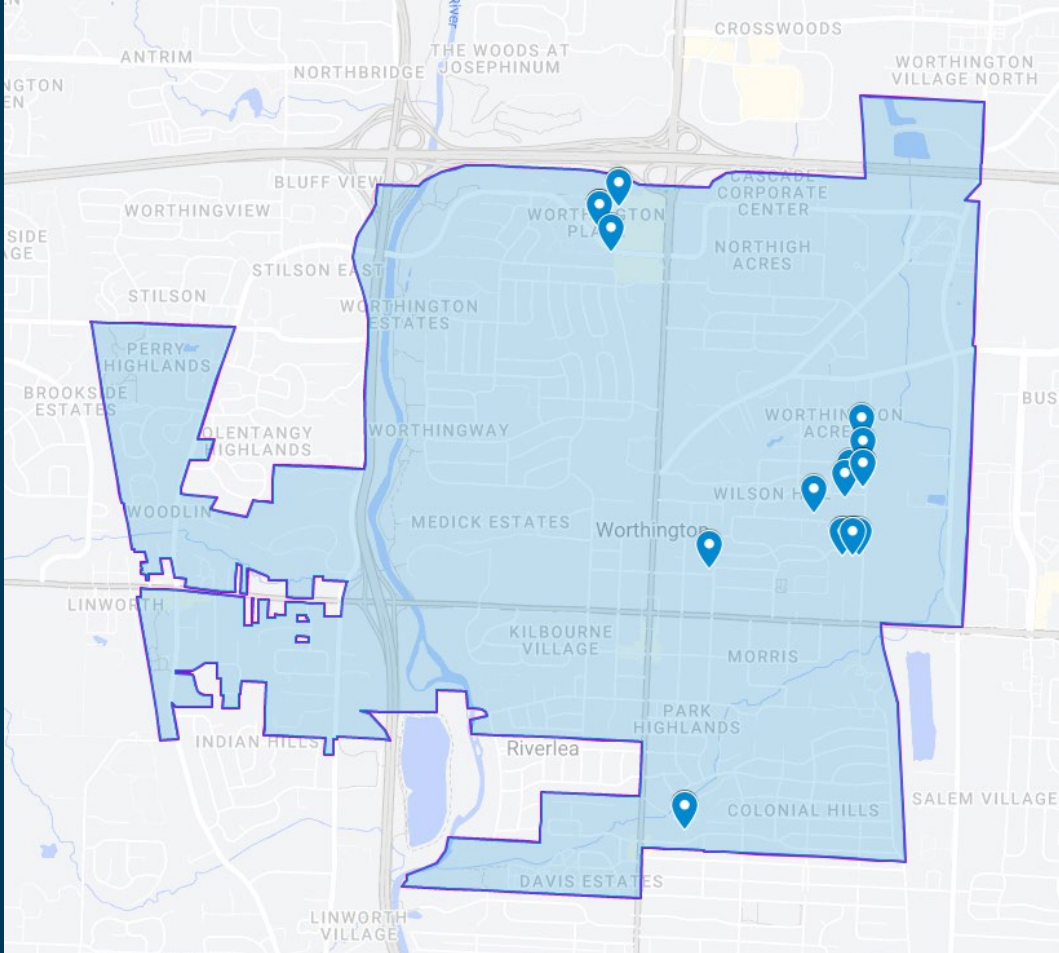 River
CROSSWOODS
ANTRIM
THE WOODS AT
JOSEPHINUM
NORTHBRIDGE
WORTHINGTON
VILLAGE NORTH
NGTON
EN
BLUFF VIEW
CASCADE
CORPORATE
CENTER
WORTHINGVIEW
WORTHINGTON
SIDE
AGE
NORTHIGH
ACRES
STILSON EAST
STILSON
WORTHINGTON
ESTATES
PERRY
HIGHLANDS
BROOKSIDE
ESTATES
BUS
WORTHINGTON
ACRES
OLENTANGY
HIGHLANDS
WORTHINGWAY
WILSON
WOODLIN
MEDICK ESTATES
Worthington
LINWORTH
KILBOURNE
VILLAGE
MORRIS
PARK
HIGHLANDS
INDIAN HILLS
Riverlea
COLONIAL HILLS
SALEM VILLAGE
DAVIS ESTATES
LINWORTH
VILLAGE